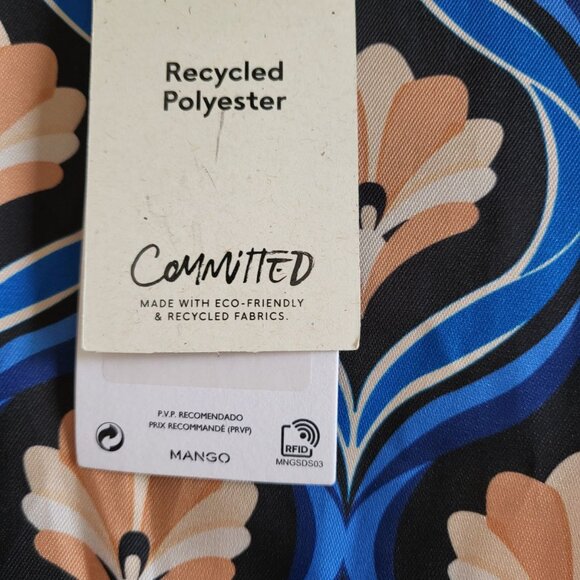 Recycled
Polyester
COMMITTED
MADE WITH ECO-FRIENDLY
& RECYCLED FABRICS.
P.V.P. RECOMENDADO
PRIX RECOMMANDÉ (PRVP)
MANGO
RFID
MNGSDS03